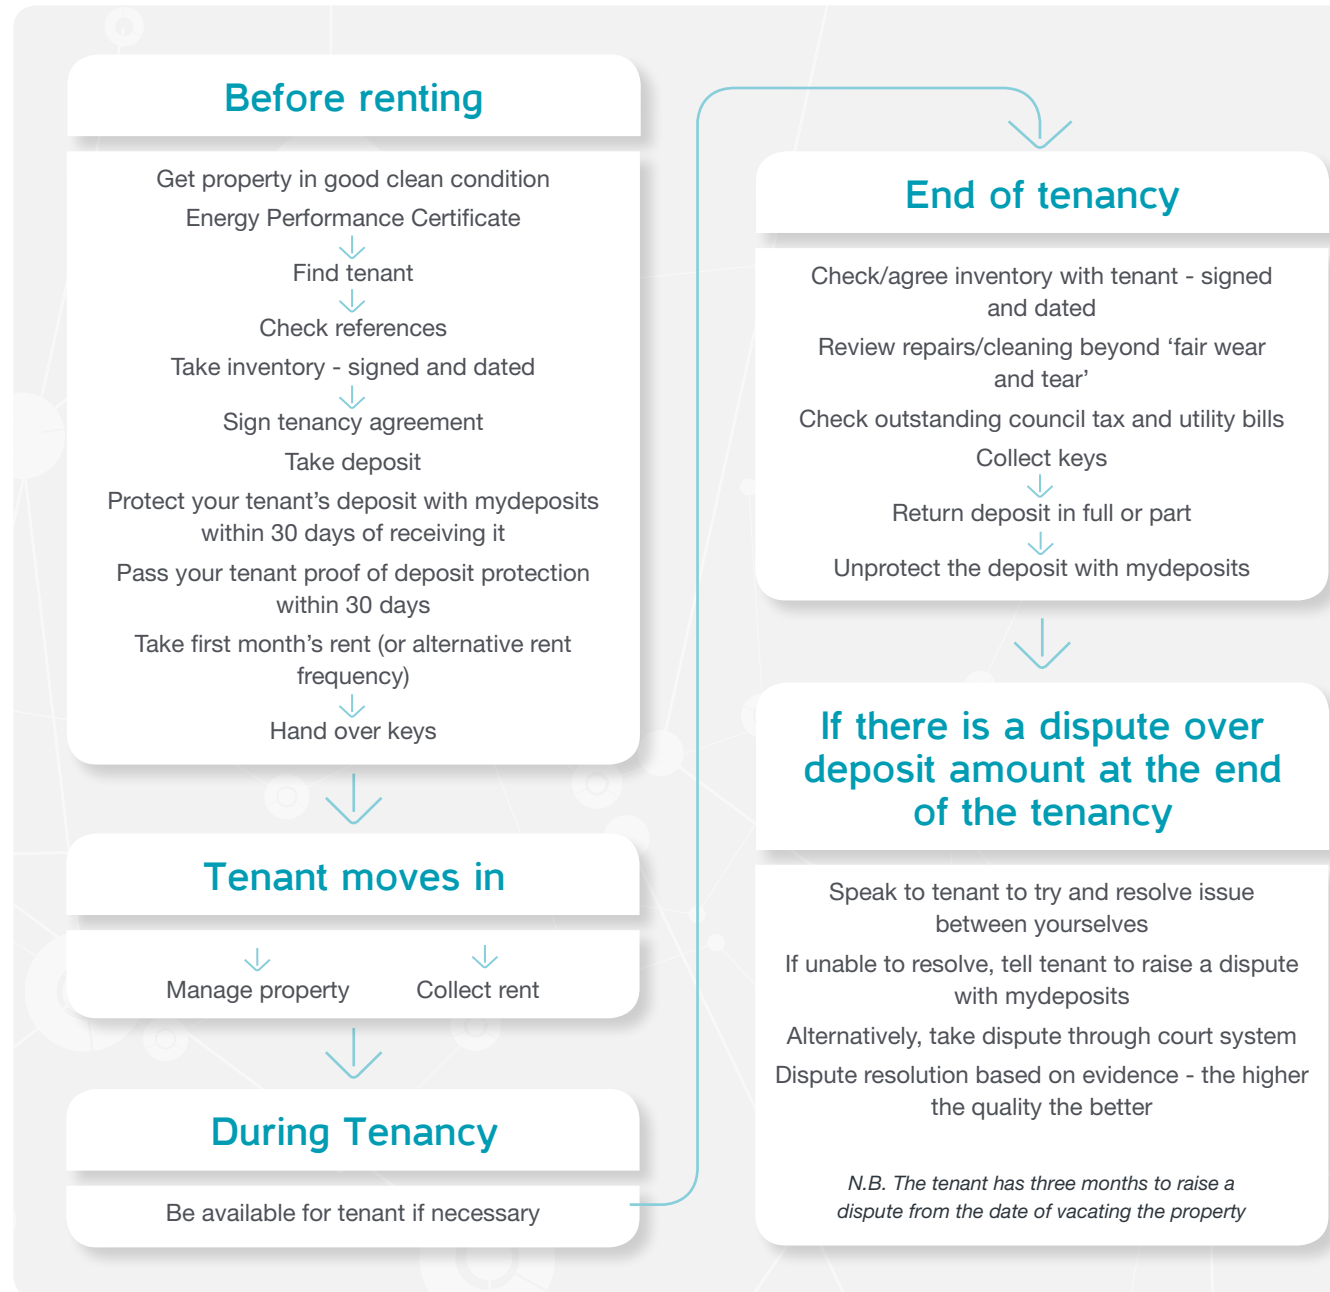 Before renting
Get property in good clean condition
Energy Performance Certificate
Find tenant
Check references
Take inventory - signed and dated
Sign tenancy agreement
Take deposit
Protect your tenant’s deposit with mydeposits
within 30 days of receiving it
Pass your tenant proof of deposit protection
within 30 days
Take first month’s rent (or alternative rent
frequency)
Hand over keys
Tenant moves in
Manage property
Collect rent
During Tenancy
Be available for tenant if necessary
End of tenancy
Check/agree inventory with tenant - signed
and dated
Review repairs/cleaning beyond ‘fair wear
and tear’
Check outstanding council tax and utility bills
Collect keys
Return deposit in full or part
Unprotect the deposit with mydeposits
If there is a dispute over
deposit amount at the end
of the tenancy
Speak to tenant to try and resolve issue
between yourselves
If unable to resolve, tell tenant to raise a dispute
with mydeposits
Alternatively, take dispute through court system
Dispute resolution based on evidence - the higher
the quality the better
N.B. The tenant has three months to raise a
dispute from the date of vacating the property